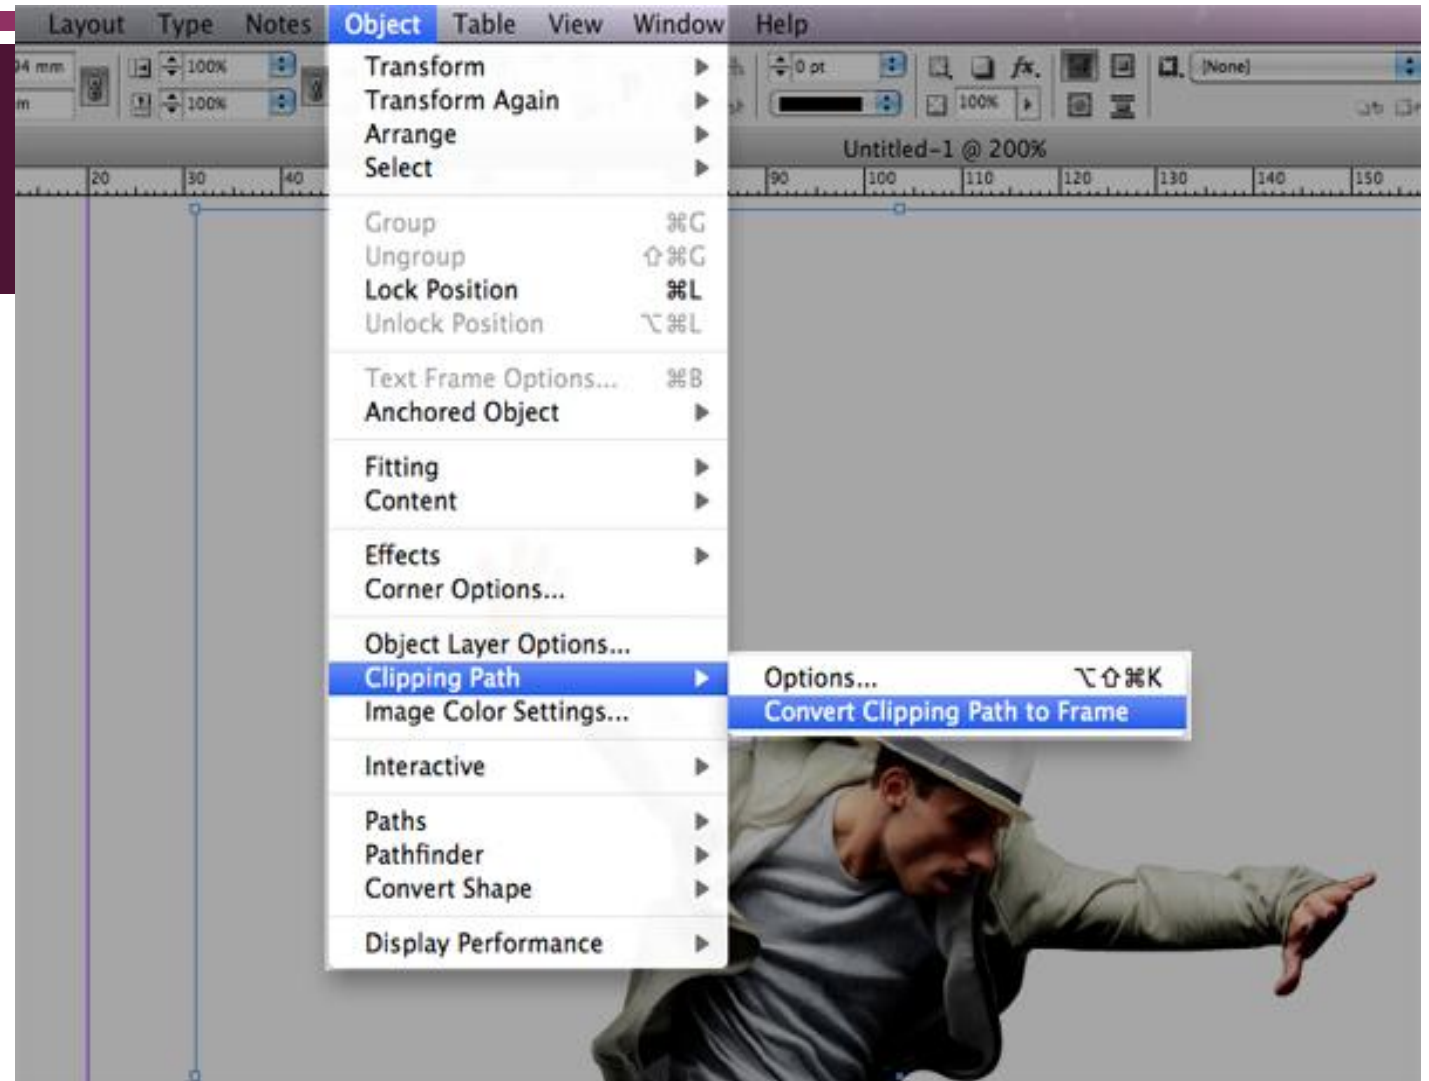 Layout Type Notes Object Table View Window Help
94 mm 100% 0 pt fx. [None]
m 100% 100%
Untitled-1 @ 200%
20 30 40 90 100 110 120 130 140 150
Transform
Transform Again
Arrange
Select
Group ⌘G
Ungroup ⇧⌘G
Lock Position ⌘L
Unlock Position ⌥⌘L
Text Frame Options... ⌘B
Anchored Object
Fitting
Content
Effects
Corner Options...
Object Layer Options...
Clipping Path
Options... ⌥⇧⌘K
Image Color Settings...
Convert Clipping Path to Frame
Interactive
Paths
Pathfinder
Convert Shape
Display Performance